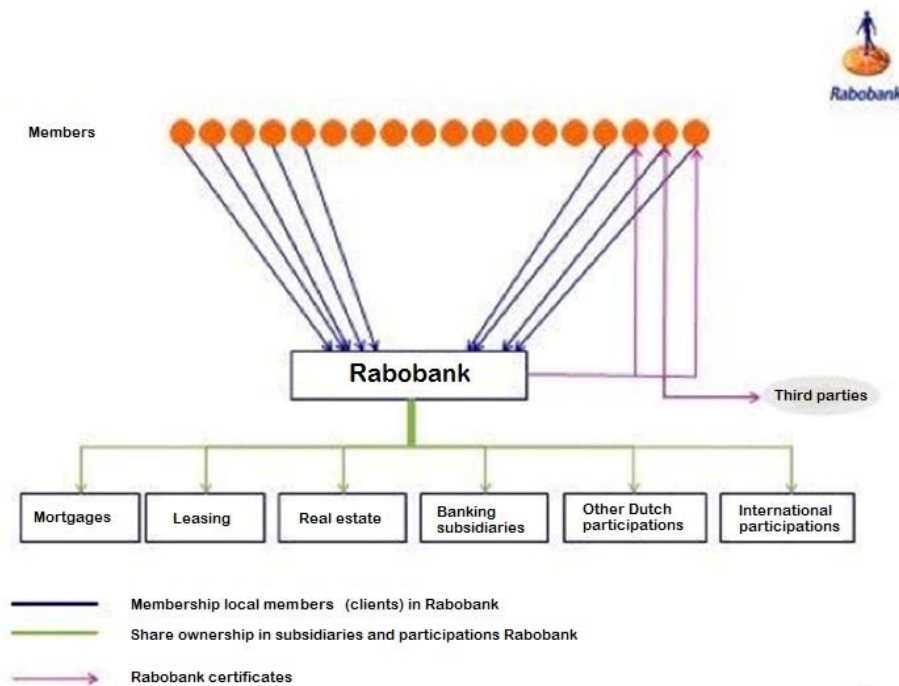 Rabobank
Members
Rabobank
Third parties
Mortgages
Leasing
Real estate
Banking
subsidiaries
Other Dutch
participations
International
participations
Membership local members (clients) in Rabobank
Share ownership in subsidiaries and participations Rabobank
Rabobank certificates